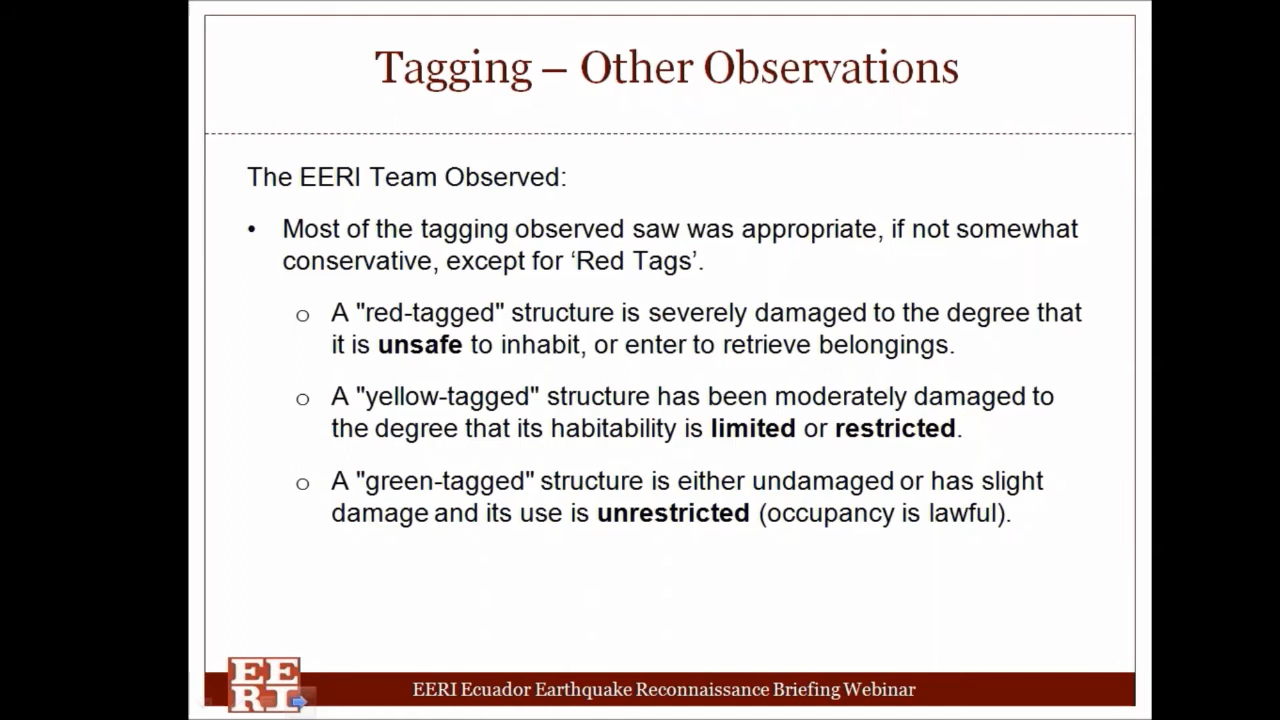 Tagging – Other Observations
The EERI Team Observed:
• Most of the tagging observed saw was appropriate, if not somewhat
conservative, except for ‘Red Tags’.
o A "red-tagged" structure is severely damaged to the degree that
it is unsafe to inhabit, or enter to retrieve belongings.
o A "yellow-tagged" structure has been moderately damaged to
the degree that its habitability is limited or restricted.
o A "green-tagged" structure is either undamaged or has slight
damage and its use is unrestricted (occupancy is lawful).
EE
RI
EERI Ecuador Earthquake Reconnaissance Briefing Webinar